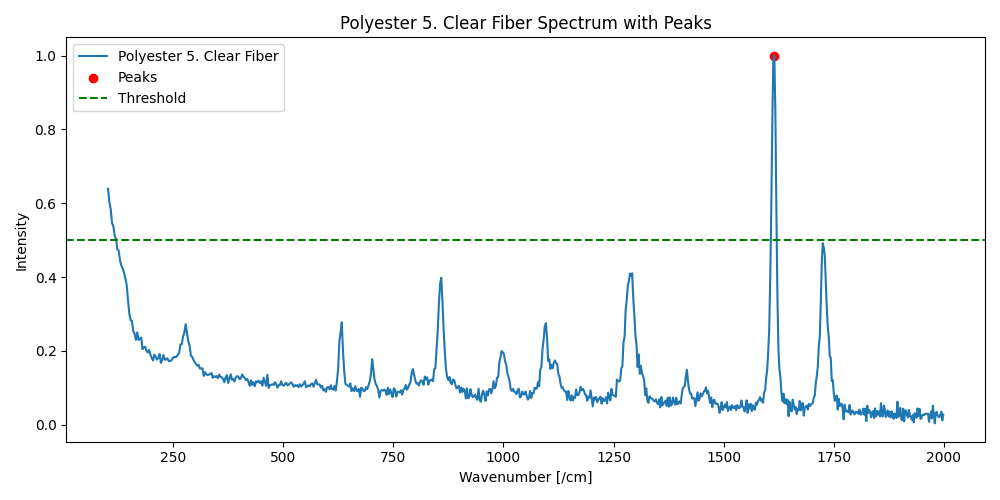 Polyester 5. Clear Fiber Spectrum with Peaks
Polyester 5. Clear Fiber
Peaks
Threshold
Intensity
1.0
0.8
0.6
0.4
0.2
0.0
250
500
750
1000
1250
1500
1750
2000
Wavenumber [/cm]